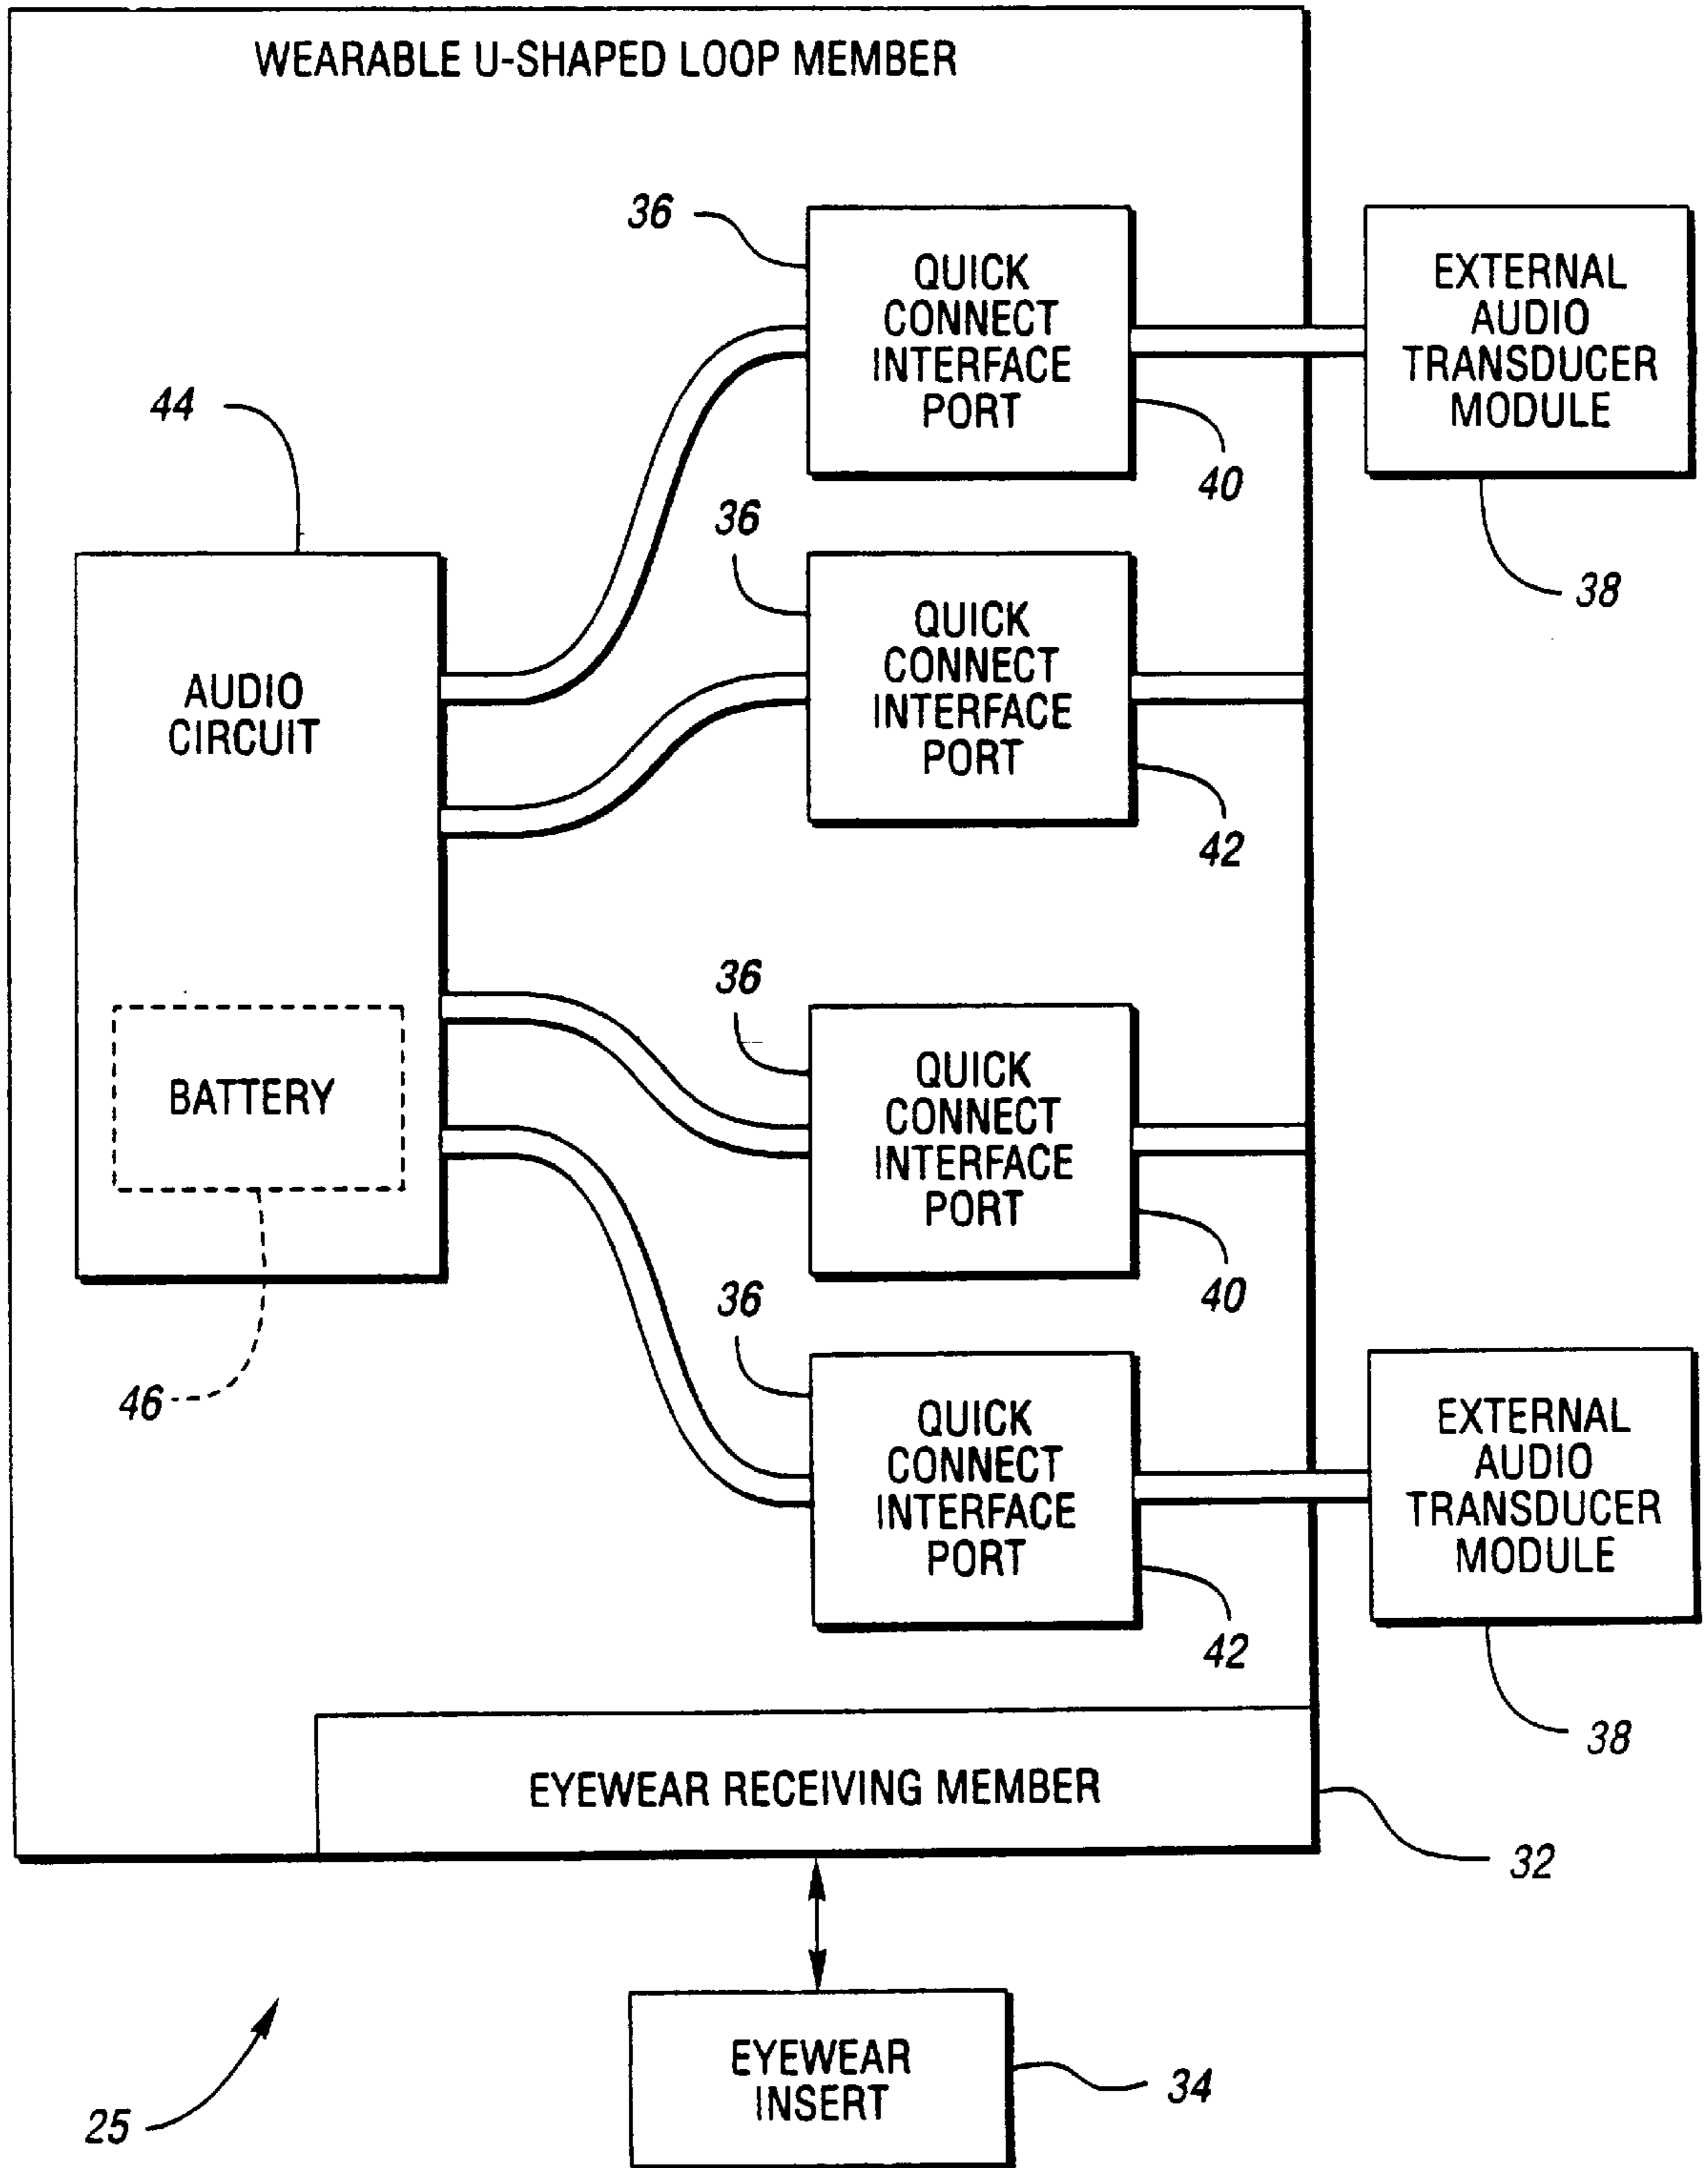 WEARABLE U-SHAPED LOOP MEMBER
36
QUICK
CONNECT
INTERFACE
PORT
40
EXTERNAL
AUDIO
TRANSDUCER
MODULE
38
44
AUDIO
CIRCUIT
36
QUICK
CONNECT
INTERFACE
PORT
42
BATTERY
46
36
QUICK
CONNECT
INTERFACE
PORT
40
36
QUICK
CONNECT
INTERFACE
PORT
42
EXTERNAL
AUDIO
TRANSDUCER
MODULE
38
EYEWEAR RECEIVING MEMBER
32
EYEWEAR
INSERT
34
25